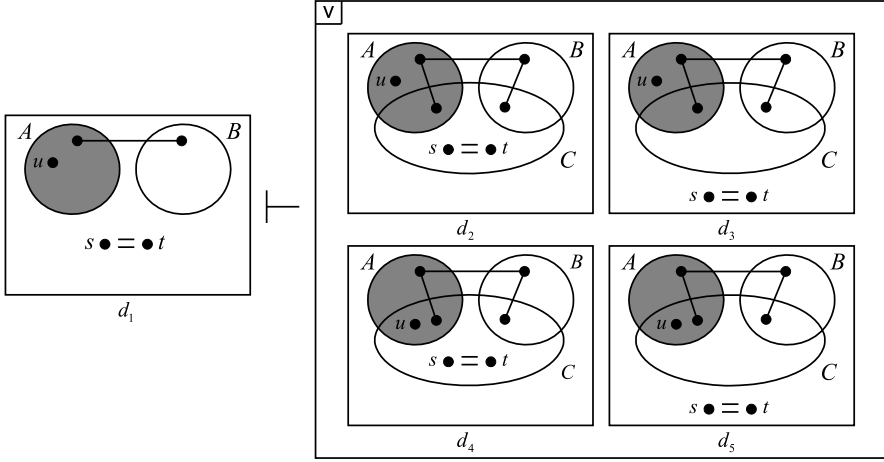 V
A B
u
s = t
C
d2
A B
u
C
s = t
d3
A B
u
s = t
d1
A B
u
s = t
C
d4
A B
u
C
s = t
d5